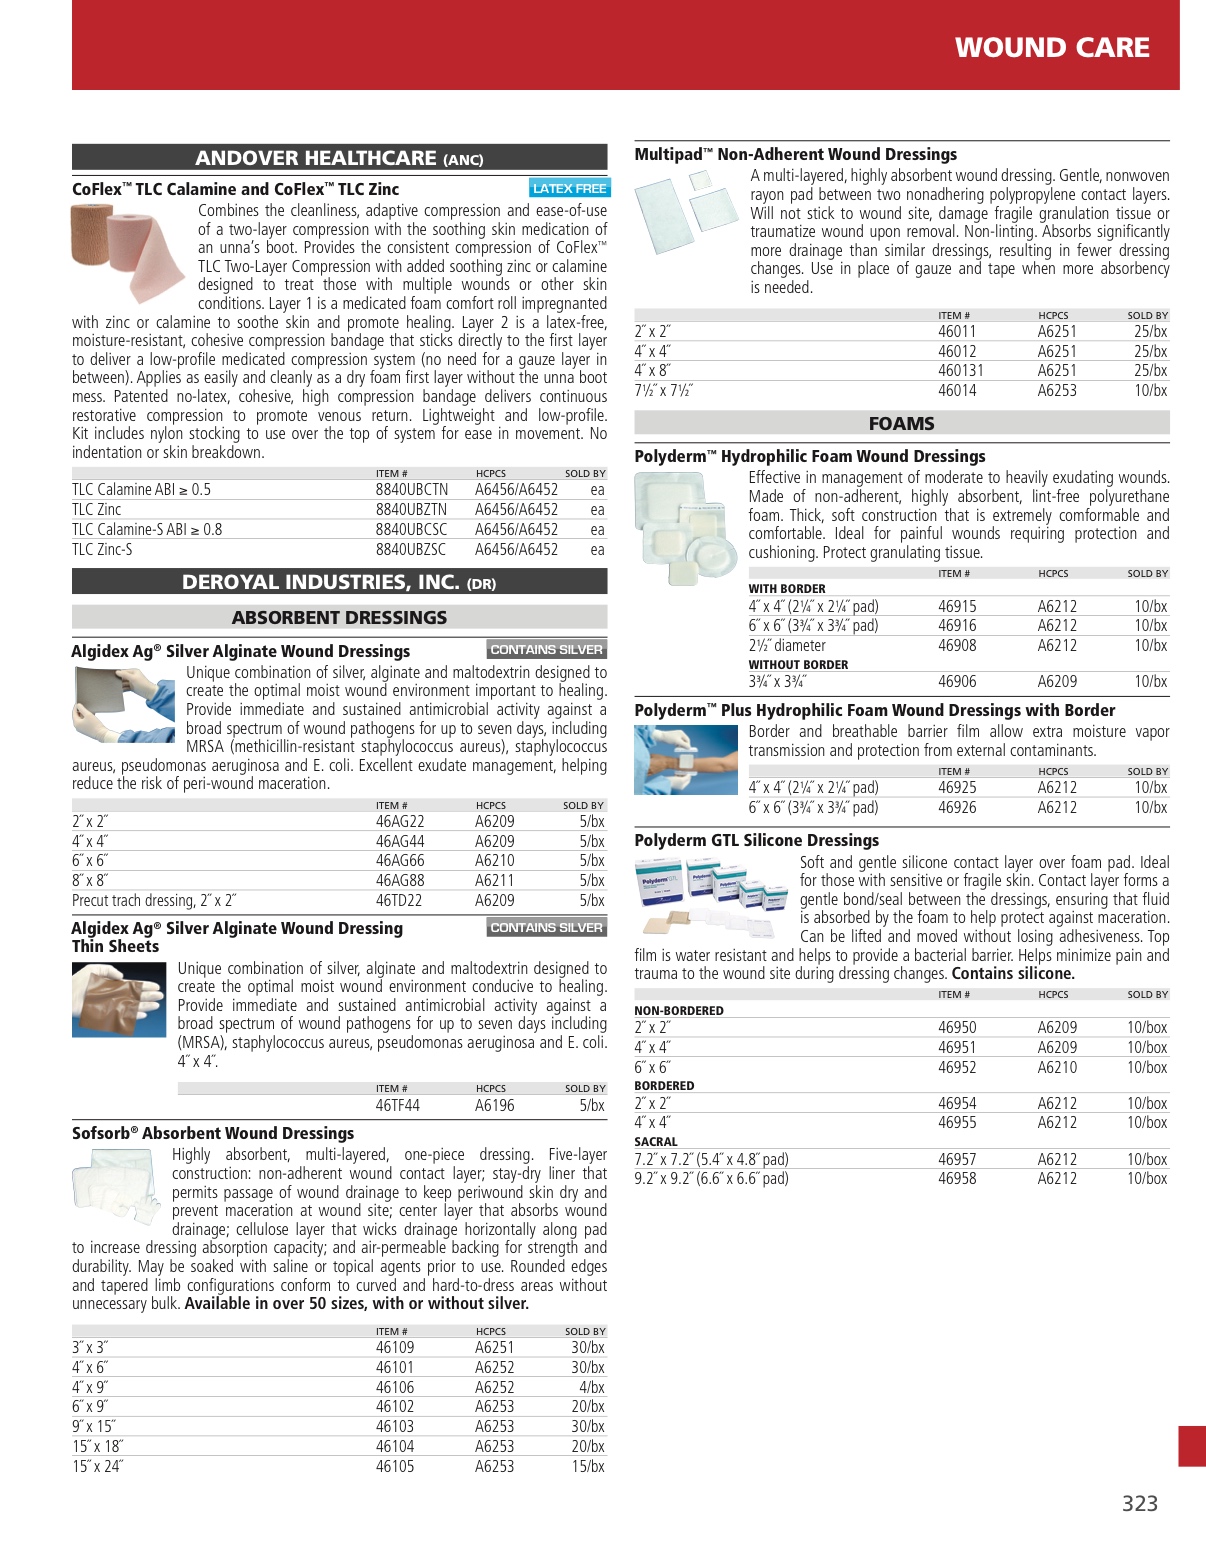 WOUND CARE
ANDOVER HEALTHCARE (ANC)
CoFlex™ TLC Calamine and CoFlex™ TLC Zinc
LATEX FREE
Combines the cleanliness, adaptive compression and ease-of-use
of a two-layer compression with the soothing skin medication of
an unna's boot. Provides the consistent compression of CoFlex™
TLC Two-Layer Compression with added soothing zinc or calamine
designed to treat those with multiple wounds or other skin
conditions. Layer 1 is a medicated foam comfort roll impregnanted
with zinc or calamine to soothe skin and promote healing. Layer 2 is a latex-free,
moisture-resistant, cohesive compression bandage that sticks directly to the first layer
to deliver a low-profile medicated compression system (no need for a gauze layer in
between). Applies as easily and cleanly as a dry foam first layer without the unna boot
mess. Patented no-latex, cohesive, high compression bandage delivers continuous
restorative compression to promote venous return. Lightweight and low-profile.
Kit includes nylon stocking to use over the top of system for ease in movement. No
indentation or skin breakdown.
ITEM # HCPCS SOLD BY
TLC Calamine ABI ≥ 0.5 8840UBCTN A6456/A6452 ea
TLC Zinc 8840UBZTN A6456/A6452 ea
TLC Calamine-S ABI ≥ 0.8 8840UBCSC A6456/A6452 ea
TLC Zinc-S 8840UBZSC A6456/A6452 ea
DEROYAL INDUSTRIES, INC. (DR)
ABSORBENT DRESSINGS
Algidex Ag® Silver Alginate Wound Dressings
CONTAINS SILVER
Unique combination of silver, alginate and maltodextrin designed to
create the optimal moist wound environment important to healing.
Provide immediate and sustained antimicrobial activity against a
broad spectrum of wound pathogens for up to seven days, including
MRSA (methicillin-resistant staphylococcus aureus), staphylococcus
aureus, pseudomonas aeruginosa and E. coli. Excellent exudate management, helping
reduce the risk of peri-wound maceration.
ITEM # HCPCS SOLD BY
2˝ x 2˝ 46AG22 A6209 5/bx
4˝ x 4˝ 46AG44 A6209 5/bx
6˝ x 6˝ 46AG66 A6210 5/bx
8˝ x 8˝ 46AG88 A6211 5/bx
Precut trach dressing, 2˝ x 2˝ 46TD22 A6209 5/bx
Algidex Ag® Silver Alginate Wound Dressing
Thin Sheets
CONTAINS SILVER
Unique combination of silver, alginate and maltodextrin designed to
create the optimal moist wound environment conducive to healing.
Provide immediate and sustained antimicrobial activity against a
broad spectrum of wound pathogens for up to seven days including
(MRSA), staphylococcus aureus, pseudomonas aeruginosa and E. coli.
4˝ x 4˝.
ITEM # HCPCS SOLD BY
46TF44 A6196 5/bx
Sofsorb® Absorbent Wound Dressings
Highly absorbent, multi-layered, one-piece dressing. Five-layer
construction: non-adherent wound contact layer; stay-dry liner that
permits passage of wound drainage to keep periwound skin dry and
prevent maceration at wound site; center layer that absorbs wound
drainage; cellulose layer that wicks drainage horizontally along pad
to increase dressing absorption capacity; and air-permeable backing for strength and
durability. May be soaked with saline or topical agents prior to use. Rounded edges
and tapered limb configurations conform to curved and hard-to-dress areas without
unnecessary bulk. Available in over 50 sizes, with or without silver.
ITEM # HCPCS SOLD BY
3˝ x 3˝ 46109 A6251 30/bx
4˝ x 6˝ 46101 A6252 30/bx
4˝ x 9˝ 46106 A6252 4/bx
6˝ x 9˝ 46102 A6253 20/bx
9˝ x 15˝ 46103 A6253 30/bx
15˝ x 18˝ 46104 A6253 20/bx
15˝ x 24˝ 46105 A6253 15/bx
Multipad™ Non-Adherent Wound Dressings
A multi-layered, highly absorbent wound dressing. Gentle, nonwoven
rayon pad between two nonadhering polypropylene contact layers.
Will not stick to wound site, damage fragile granulation tissue or
traumatize wound upon removal. Non-linting. Absorbs significantly
more drainage than similar dressings, resulting in fewer dressing
changes. Use in place of gauze and tape when more absorbency
is needed.
ITEM # HCPCS SOLD BY
2˝ x 2˝ 46011 A6251 25/bx
4˝ x 4˝ 46012 A6251 25/bx
4˝ x 8˝ 460131 A6251 25/bx
7½˝ x 7½˝ 46014 A6253 10/bx
FOAMS
Polyderm™ Hydrophilic Foam Wound Dressings
Effective in management of moderate to heavily exudating wounds.
Made of non-adherent, highly absorbent, lint-free polyurethane
foam. Thick, soft construction that is extremely comformable and
comfortable. Ideal for painful wounds requiring protection and
cushioning. Protect granulating tissue.
ITEM # HCPCS SOLD BY
WITH BORDER
4˝ x 4˝ (2¼˝ x 2¼˝ pad) 46915 A6212 10/bx
6˝ x 6˝ (3¾˝ x 3¾˝ pad) 46916 A6212 10/bx
2½˝ diameter 46908 A6212 10/bx
WITHOUT BORDER
3¾˝ x 3¾˝ 46906 A6209 10/bx
Polyderm™ Plus Hydrophilic Foam Wound Dressings with Border
Border and breathable barrier film allow extra moisture vapor
transmission and protection from external contaminants.
ITEM # HCPCS SOLD BY
4˝ x 4˝ (2¼˝ x 2¼˝ pad) 46925 A6212 10/bx
6˝ x 6˝ (3¾˝ x 3¾˝ pad) 46926 A6212 10/bx
Polyderm GTL Silicone Dressings
Soft and gentle silicone contact layer over foam pad. Ideal
for those with sensitive or fragile skin. Contact layer forms a
gentle bond/seal between the dressings, ensuring that fluid
is absorbed by the foam to help protect against maceration.
Can be lifted and moved without losing adhesiveness. Top
film is water resistant and helps to provide a bacterial barrier. Helps minimize pain and
trauma to the wound site during dressing changes. Contains silicone.
ITEM # HCPCS SOLD BY
NON-BORDERED
2˝ x 2˝ 46950 A6209 10/box
4˝ x 4˝ 46951 A6209 10/box
6˝ x 6˝ 46952 A6210 10/box
BORDERED
2˝ x 2˝ 46954 A6212 10/box
4˝ x 4˝ 46955 A6212 10/box
SACRAL
7.2˝ x 7.2˝ (5.4˝ x 4.8˝ pad) 46957 A6212 10/box
9.2˝ x 9.2˝ (6.6˝ x 6.6˝ pad) 46958 A6212 10/box
323